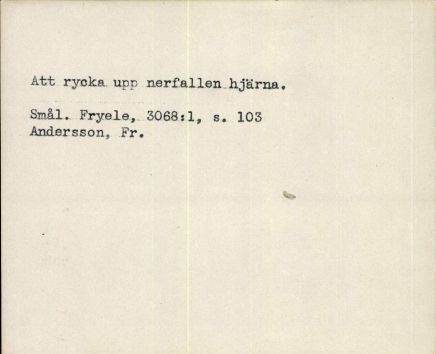 Att rycka upp nerfallen hjärna.
Smål. Fryele, 3068:1, s. 103
Andersson, Fr.